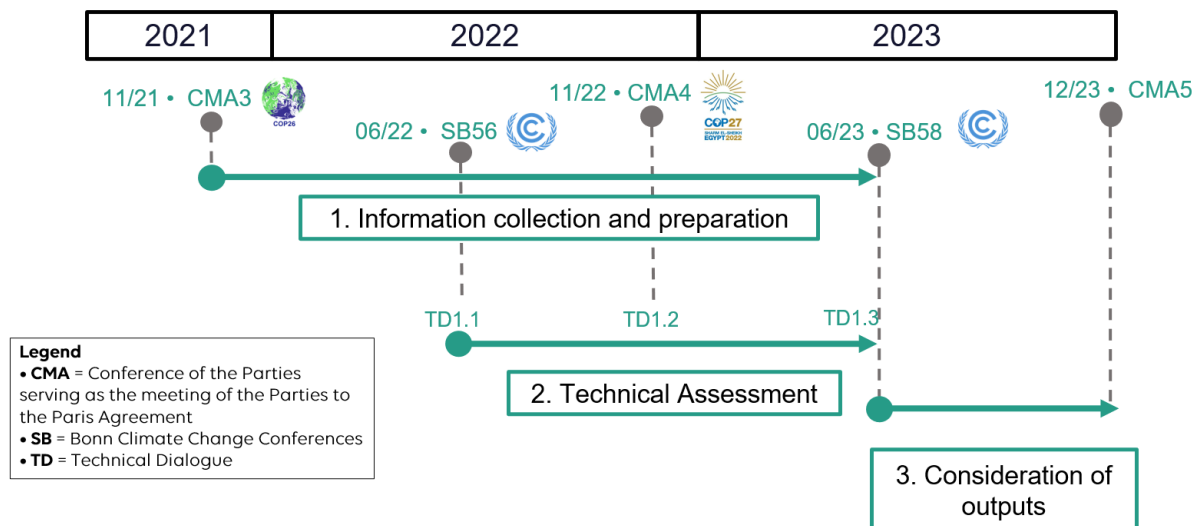 2021
2022
2023
11/21 • CMA3
COP26
06/22 • SB56
11/22 • CMA4
COP27
SHARM EL-SHEIKH
EGYPT 2022
06/23 • SB58
12/23 • CMA5
1. Information collection and preparation
TD1.1
TD1.2
TD1.3
2. Technical Assessment
3. Consideration of
outputs
Legend
• CMA = Conference of the Parties
serving as the meeting of the Parties to
the Paris Agreement
• SB = Bonn Climate Change Conferences
• TD = Technical Dialogue